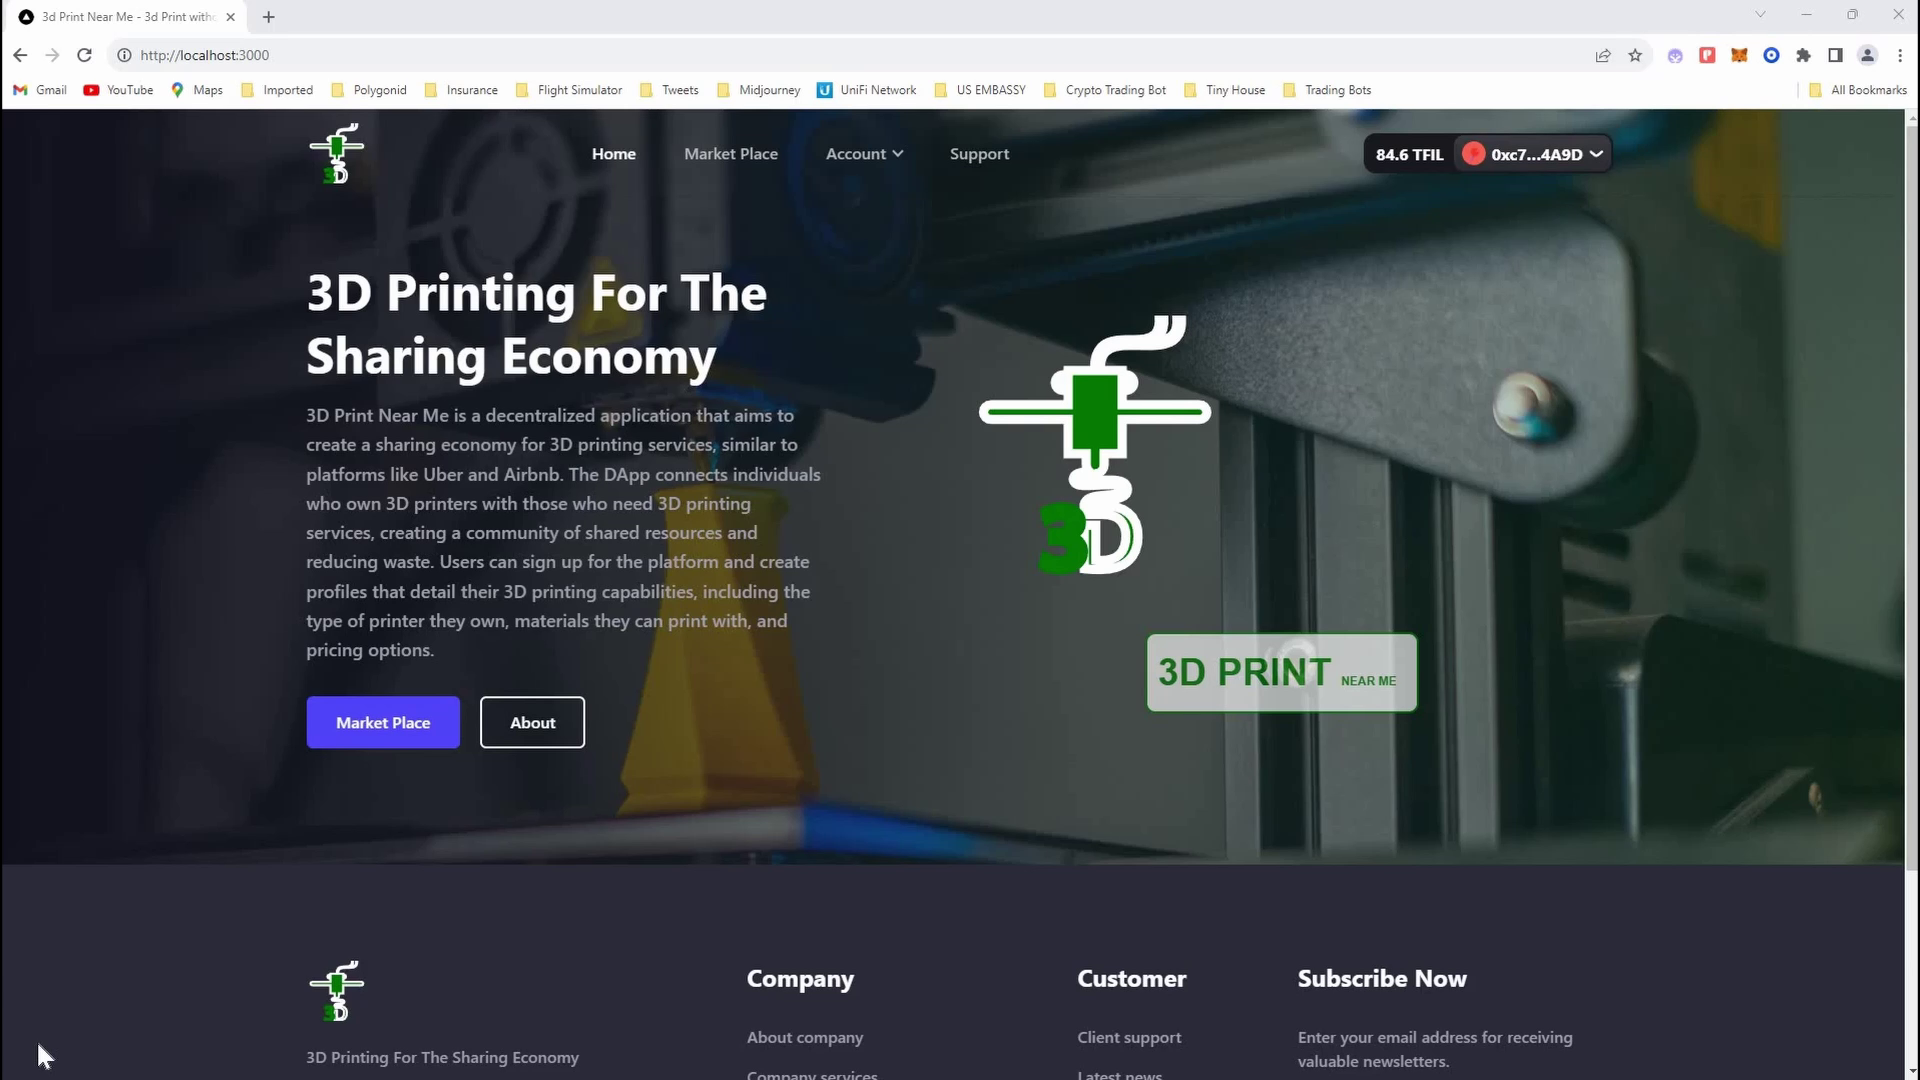 3d Print Near Me - 3d Print with
http://localhost:3000
Gmail
YouTube
Maps
Imported
Polygonid
Insurance
Flight Simulator
Tweets
Midjourney
UniFi Network
US EMBASSY
Crypto Trading Bot
Tiny House
Trading Bots
All Bookmarks
3D
Home
Market Place
Account
Support
84.6 TFIL
0xc7...4A9D
3D Printing For The
Sharing Economy
3D Print Near Me is a decentralized application that aims to
create a sharing economy for 3D printing services, similar to
platforms like Uber and Airbnb. The DApp connects individuals
who own 3D printers with those who need 3D printing
services, creating a community of shared resources and
reducing waste. Users can sign up for the platform and create
profiles that detail their 3D printing capabilities, including the
type of printer they own, materials they can print with, and
pricing options.
Market Place
About
3D
3D PRINT NEAR ME
3D
3D Printing For The Sharing Economy
Company
About company
Company services
Customer
Client support
Latest news
Subscribe Now
Enter your email address for receiving
valuable newsletters.